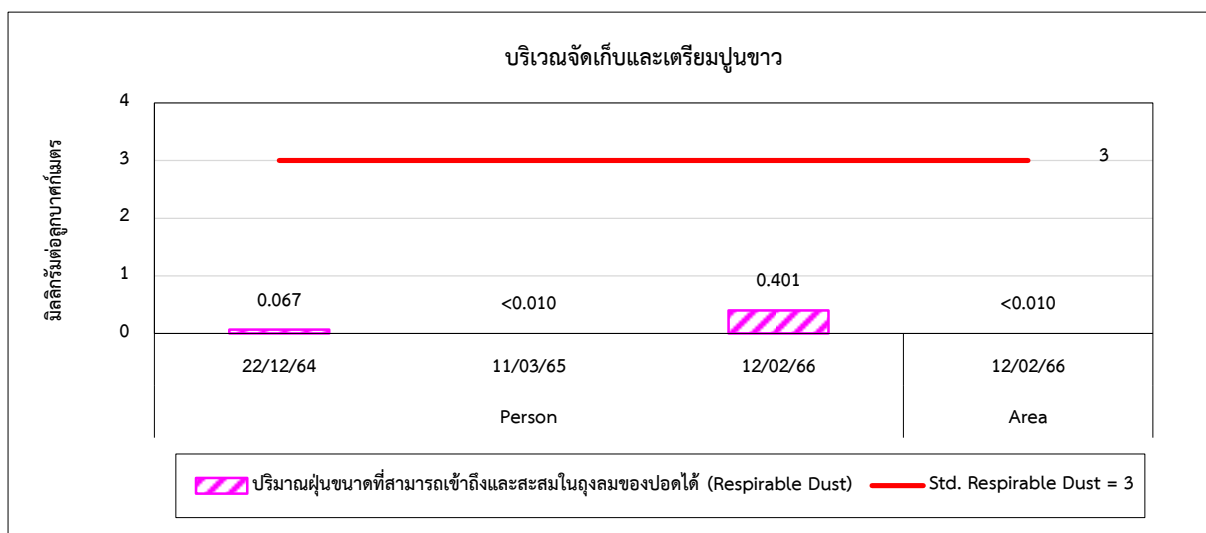 บริเวณจัดเก็บและเตรียมปูนขาว
มิลลิกรัมต่อลูกบาศก์เมตร
4
3
2
1
0
3
0.067
<0.010
0.401
<0.010
22/12/64
11/03/65
12/02/66
12/02/66
Person
Area
ปริมาณฝุ่นขนาดที่สามารถเข้าถึงและสะสมในถุงลมของปอดได้ (Respirable Dust)
Std. Respirable Dust = 3